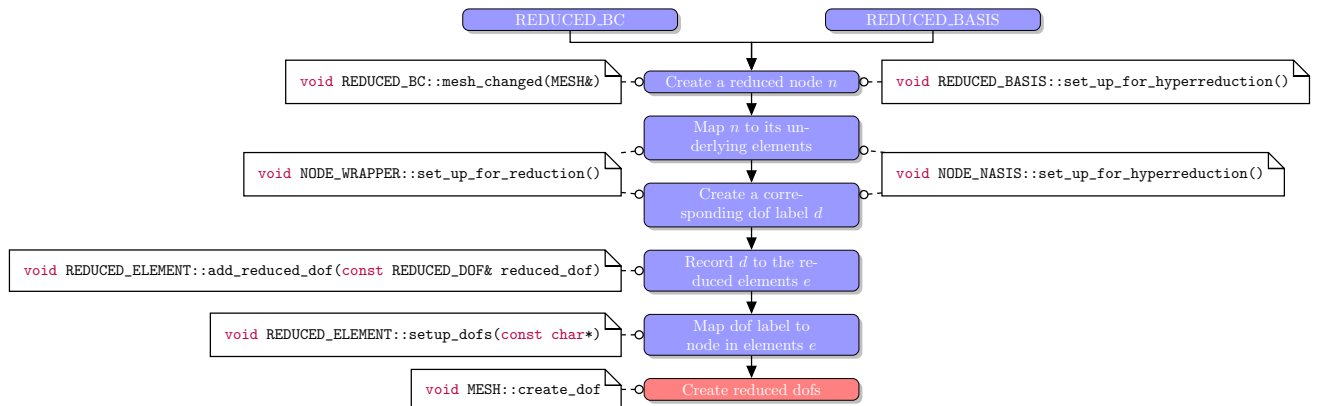 REDUCED_BC
REDUCED_BASIS
void REDUCED_BC::mesh_changed(MESH&)
Create a reduced node n
void REDUCED_BASIS::set_up_for_hyperreduction()
Map n to its un-
derlying elements
void NODE_WRAPPER::set_up_for_reduction()
void NODE_NASIS::set_up_for_hyperreduction()
Create a corre-
sponding dof label d
void REDUCED_ELEMENT::add_reduced_dof(const REDUCED_DOF& reduced_dof)
Record d to the re-
duced elements e
void REDUCED_ELEMENT::setup_dofs(const char*)
Map dof label to
node in elements e
void MESH::create_dof
Create reduced dofs